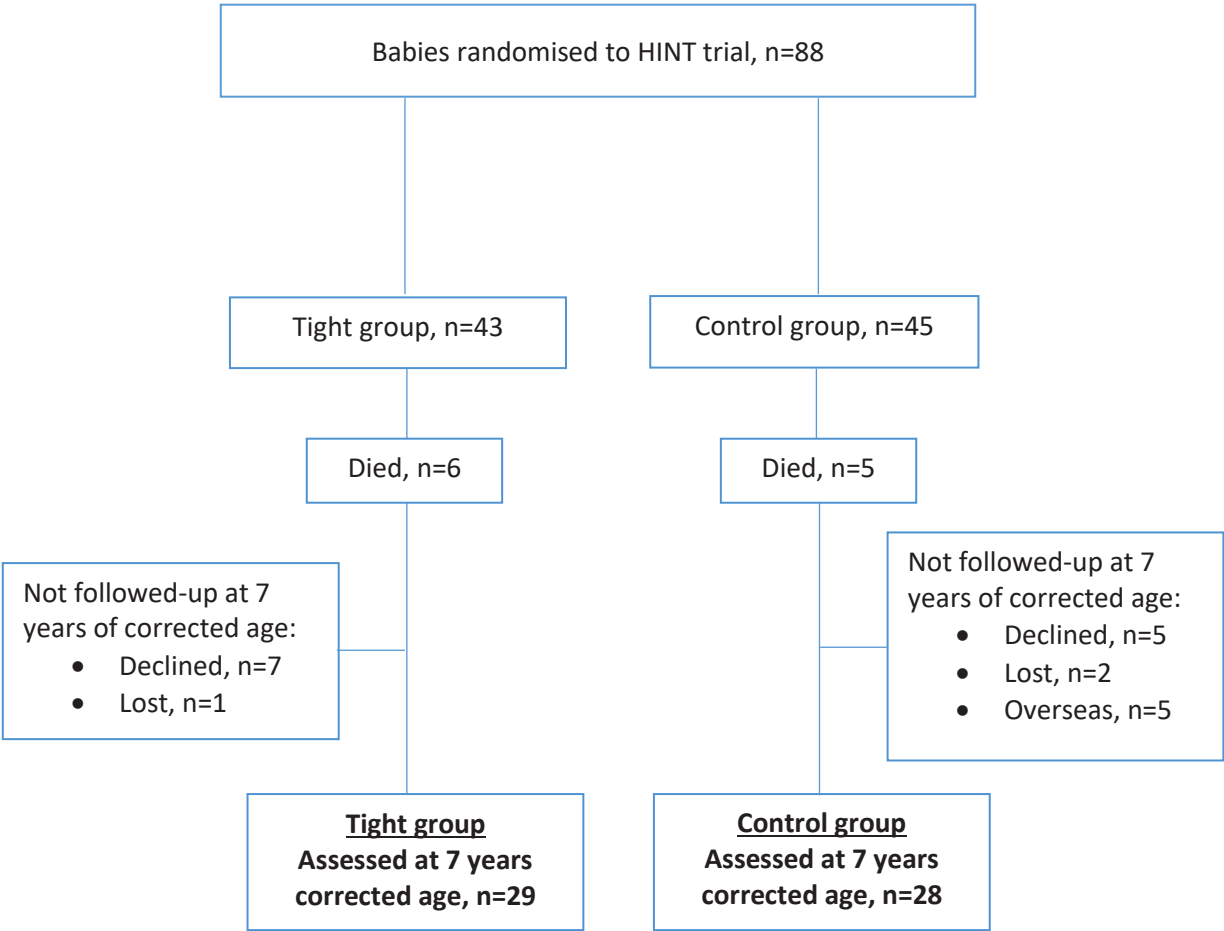 Babies randomised to HINT trial, n=88
Tight group, n=43
Control group, n=45
Died, n=6
Died, n=5
Not followed-up at 7
years of corrected age:
• Declined, n=7
• Lost, n=1
Not followed-up at 7
years of corrected age:
• Declined, n=5
• Lost, n=2
• Overseas, n=5
Tight group
Assessed at 7 years
corrected age, n=29
Control group
Assessed at 7 years
corrected age, n=28